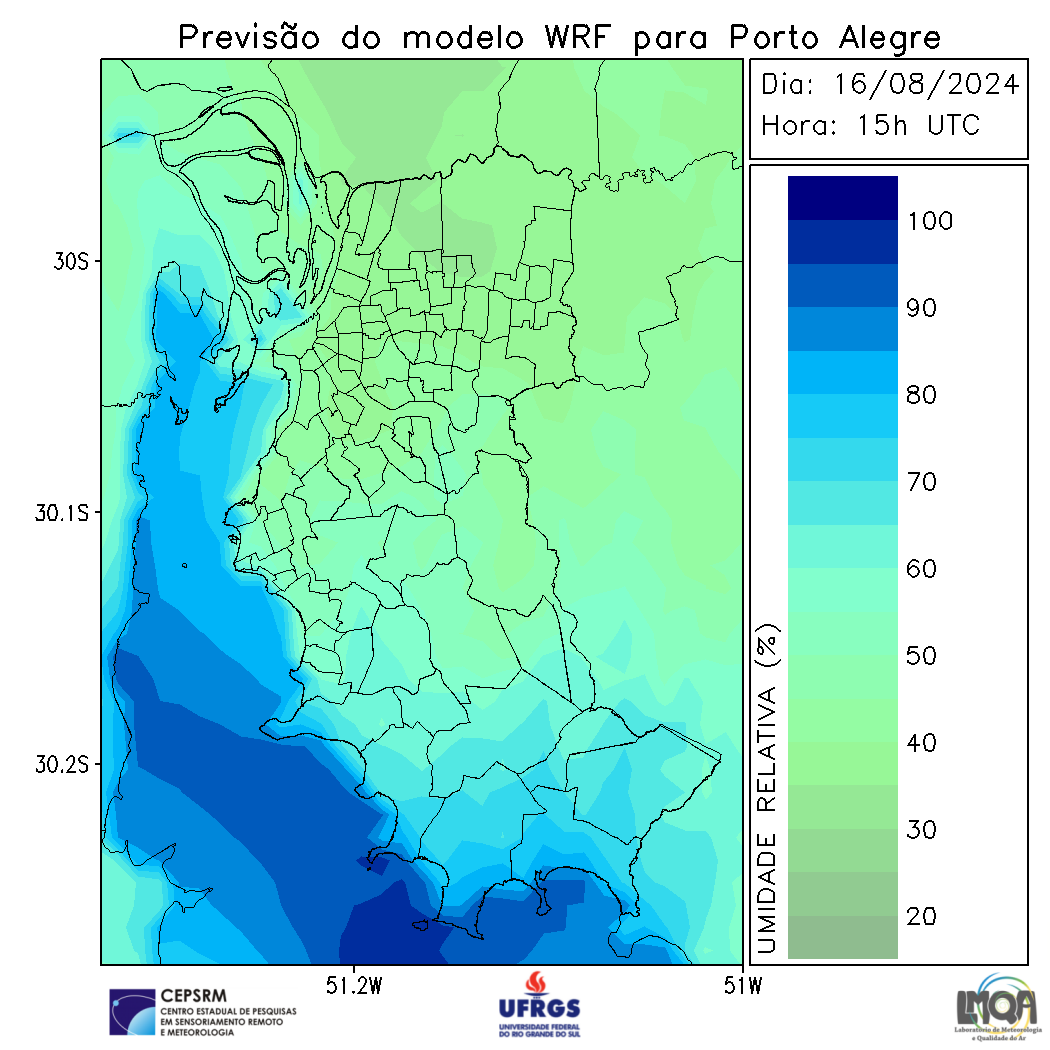 Previsão do modelo WRF para Porto Alegre
Dia: 16/08/2024
Hora: 15h UTC
100
90
80
70
60
50
40
30
20
UMIDADE RELATIVA (%)
30S
30.1S
30.2S
51.2W
51W
CEPSRM
CENTRO ESTADUAL DE PESQUISAS
EM SENSORIAMENTO REMOTO
E METEOROLOGIA
UFRGS
UNIVERSIDADE FEDERAL
DO RIO GRANDE DO SUL
LMQA
Laboratório de Meteorologia
e Qualidade do Ar